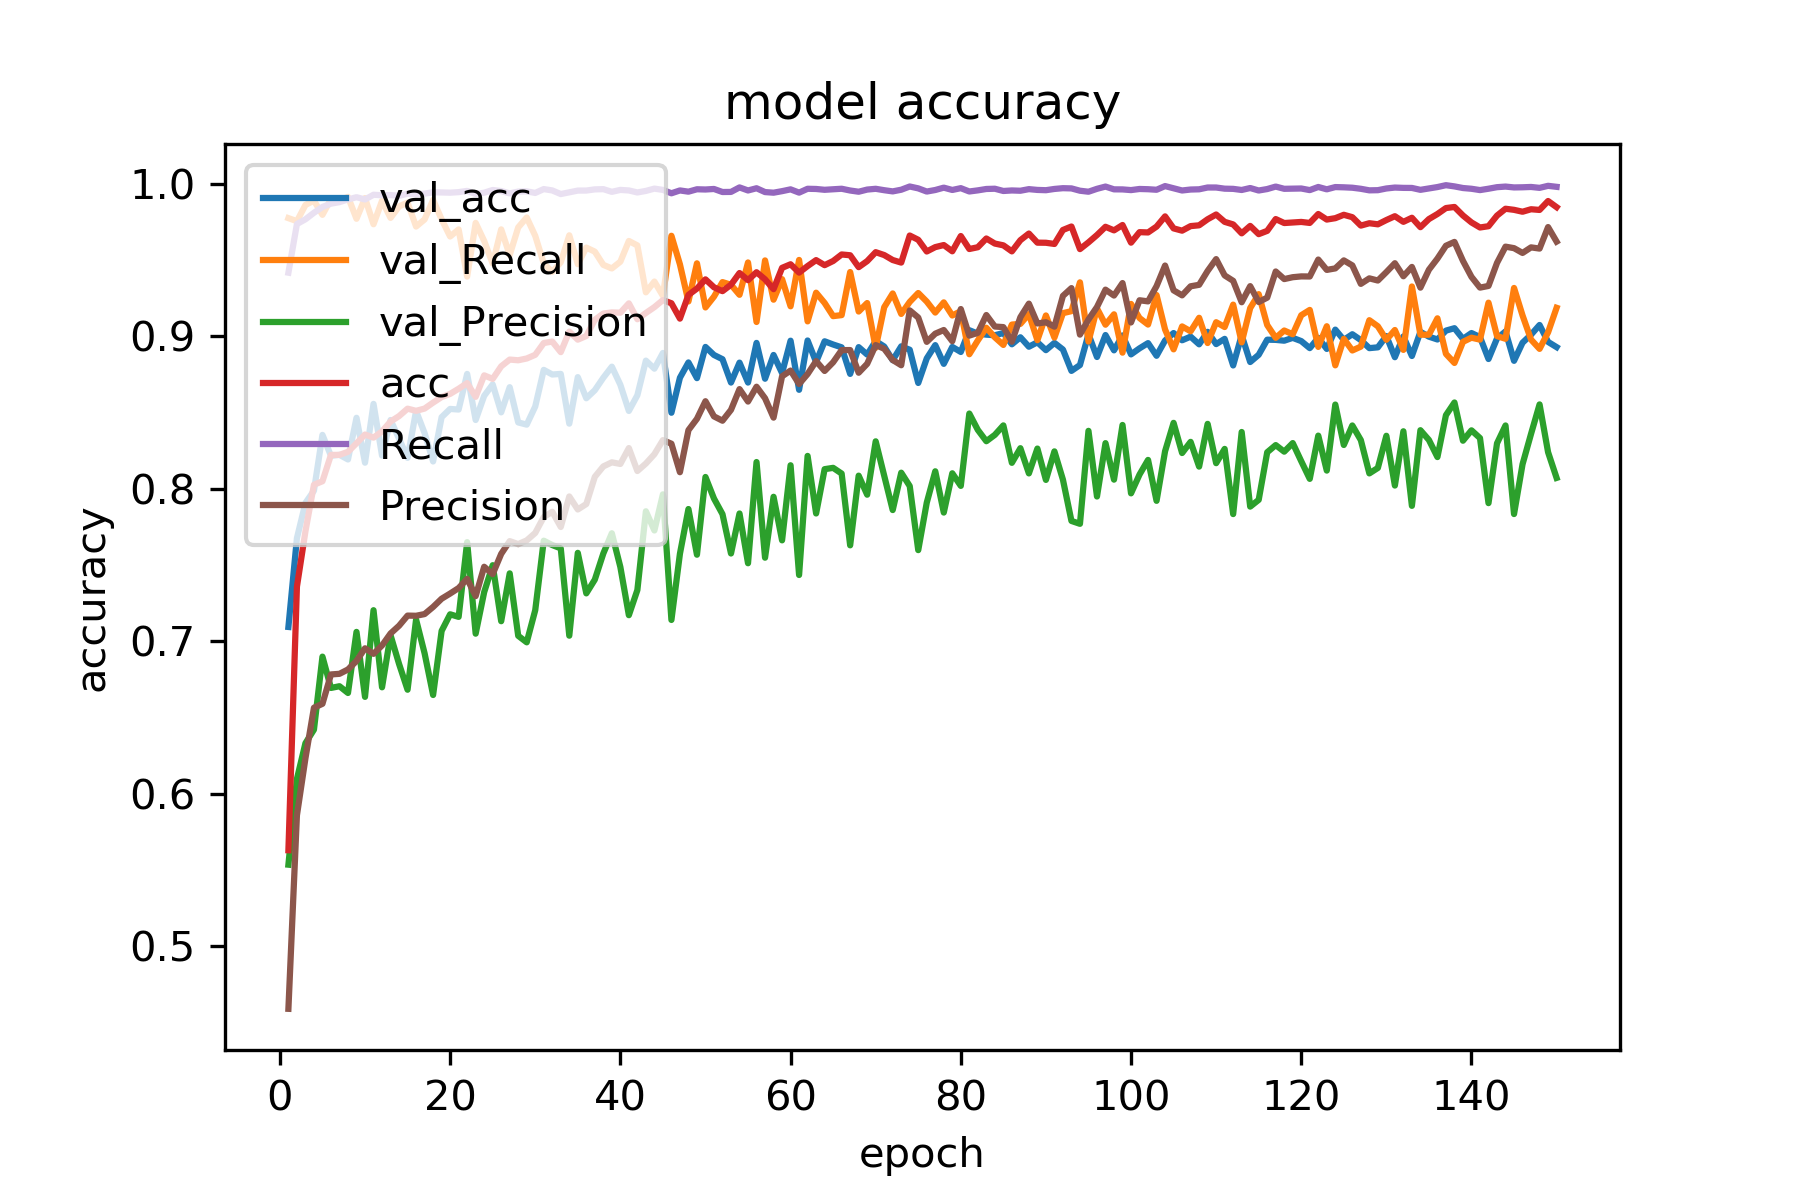 model accuracy
1.0
0.9
0.8
0.7
0.6
0.5
accuracy
val_acc
val_Recall
val_Precision
acc
Recall
Precision
0 20 40 60 80 100 120 140
epoch